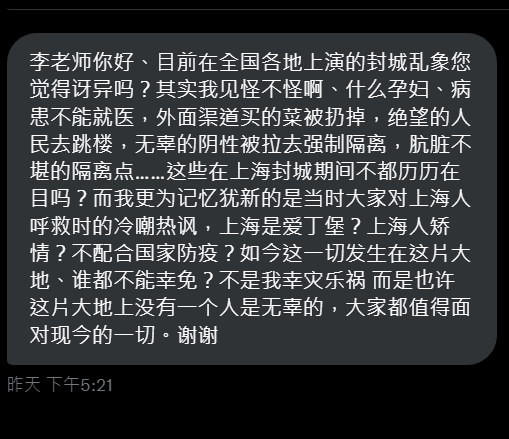 李老师你好、目前在全国各地上演的封城乱象您
觉得讶异吗？其实我见怪不怪啊、什么孕妇、病
患不能就医，外面渠道买的菜被扔掉，绝望的人
民去跳楼，无辜的阴性被拉去强制隔离，肮脏不
堪的隔离点……这些在上海封城期间不都历历在
目吗？而我更为记忆犹新的是当时大家对上海人
呼救时的冷嘲热讽，上海是爱丁堡？上海人矫
情？不配合国家防疫？如今这一切发生在这片大
地、谁都不能幸免？不是我幸灾乐祸 而是也许
这片大地上没有一个人是无辜的，大家都值得面
对现今的一切。谢谢
昨天 下午5:21